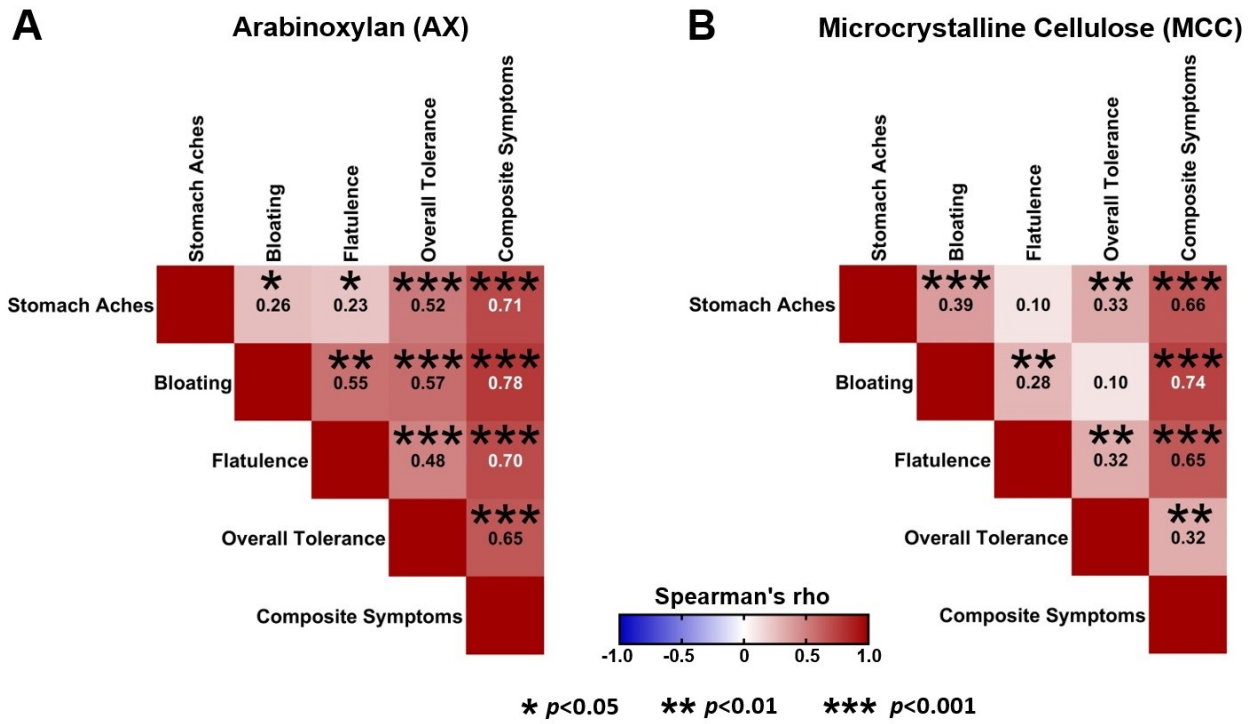 A
Arabinoxylan (AX)
Stomach Aches
Bloating
Flatulence
Overall Tolerance
Composite Symptoms
Stomach Aches
* * *** ***
0.26 0.23 0.52 0.71
Bloating
** *** ***
0.55 0.57 0.78
Flatulence
*** ***
0.48 0.70
Overall Tolerance
***
0.65
Composite Symptoms
B
Microcrystalline Cellulose (MCC)
Stomach Aches
Bloating
Flatulence
Overall Tolerance
Composite Symptoms
Stomach Aches
*** ** ***
0.39 0.10 0.33 0.66
Bloating
** ***
0.28 0.10 0.74
Flatulence
** ***
0.32 0.65
Overall Tolerance
**
0.32
Composite Symptoms
Spearman's rho
-1.0 -0.5 0 0.5 1.0
* p<0.05 ** p<0.01 *** p<0.001